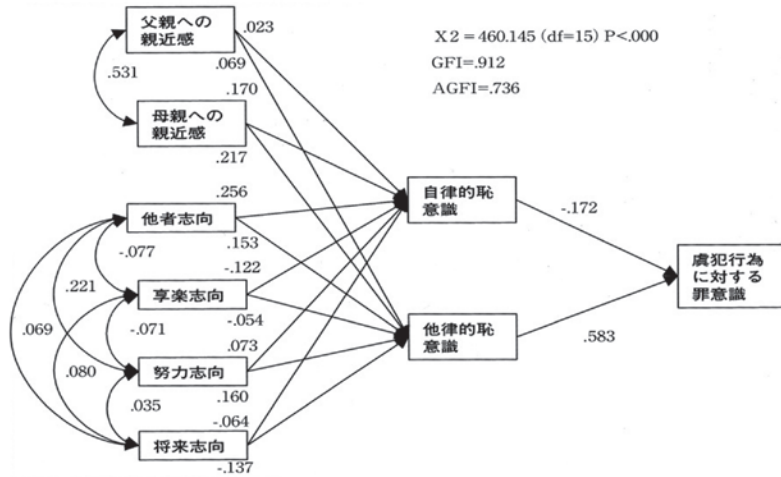 父親への
親近感
.023
.069
.531
.170
母親への
親近感
.217
X2 = 460.145 (df=15) P<.000
GFI=.912
AGFI=.736
.256
他者志向
.153
-.077
-.122
享楽志向
-.054
.221
-.071
.069
.073
努力志向
.080
.160
.035
-.064
将来志向
-.137
自律的恥
意識
-.172
他律的恥
意識
.583
虞犯行為
に対する
罪意識